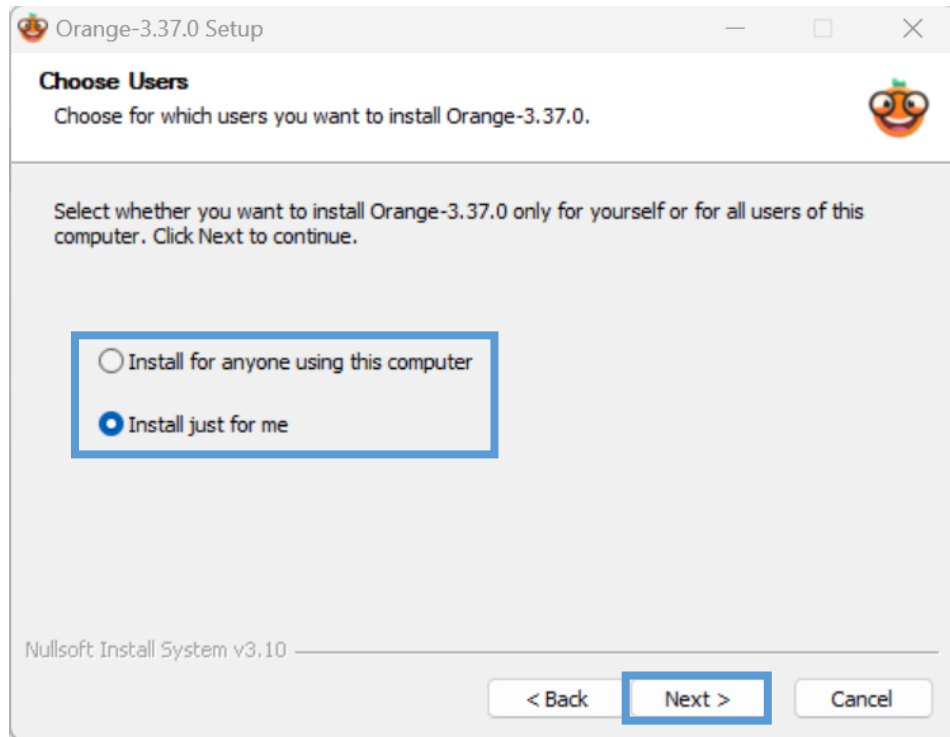 Orange-3.37.0 Setup
Choose Users
Choose for which users you want to install Orange-3.37.0.
Select whether you want to install Orange-3.37.0 only for yourself or for all users of this
computer. Click Next to continue.
Install for anyone using this computer
Install just for me
Nullsoft Install System v3.10
< Back
Next >
Cancel